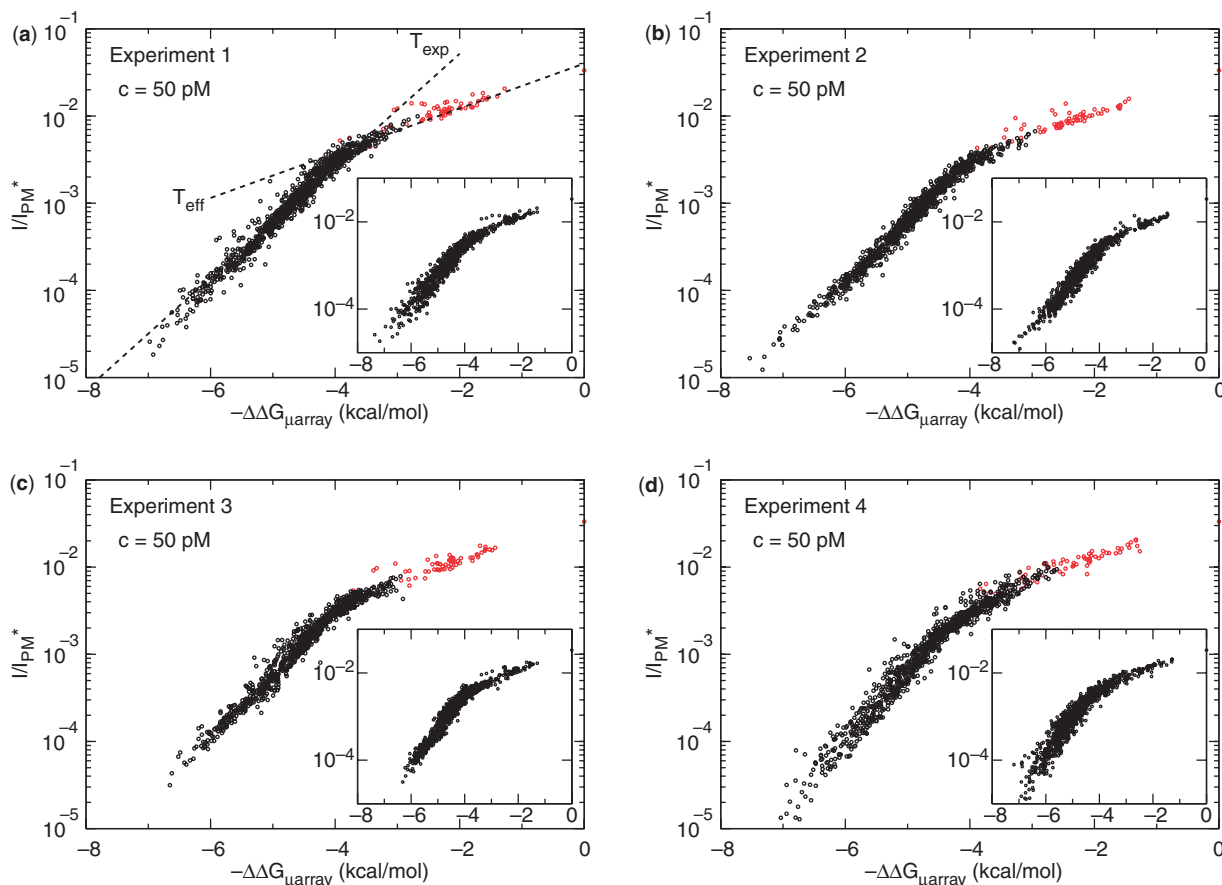 (a)
Experiment 1
c = 50 pM
T_exp
T_eff
I/I_PM*
10⁻¹
10⁻²
10⁻³
10⁻⁴
10⁻⁵
−8 −6 −4 −2 0
−ΔΔG_μarray (kcal/mol)
10⁻²
10⁻⁴
−8 −6 −4 −2 0
(b)
Experiment 2
c = 50 pM
I/I_PM*
10⁻¹
10⁻²
10⁻³
10⁻⁴
10⁻⁵
−8 −6 −4 −2 0
−ΔΔG_μarray (kcal/mol)
10⁻²
10⁻⁴
−8 −6 −4 −2 0
(c)
Experiment 3
c = 50 pM
I/I_PM*
10⁻¹
10⁻²
10⁻³
10⁻⁴
10⁻�5
−8 −6 −4 −2 0
−ΔΔG_μarray (kcal/mol)
10⁻²
10⁻⁴
−8 −6 −4 −2 0
(d)
Experiment 4
c = 50 pM
I/I_PM*
10⁻¹
10⁻²
10⁻³
10⁻⁴
10⁻⁵
−8 −6 −4 −2 0
−ΔΔG_μarray (kcal/mol)
10⁻²
10⁻⁴
−8 −6 −4 −2 0